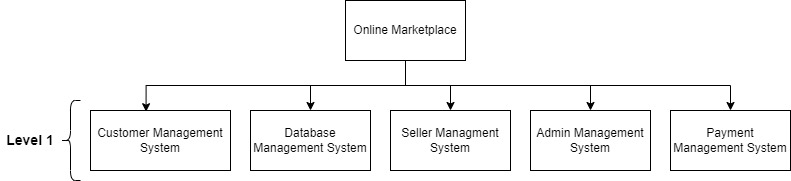 Online Marketplace
Level 1
Customer Management
System
Database
Management System
Seller Managment
System
Admin Management
System
Payment
Management System